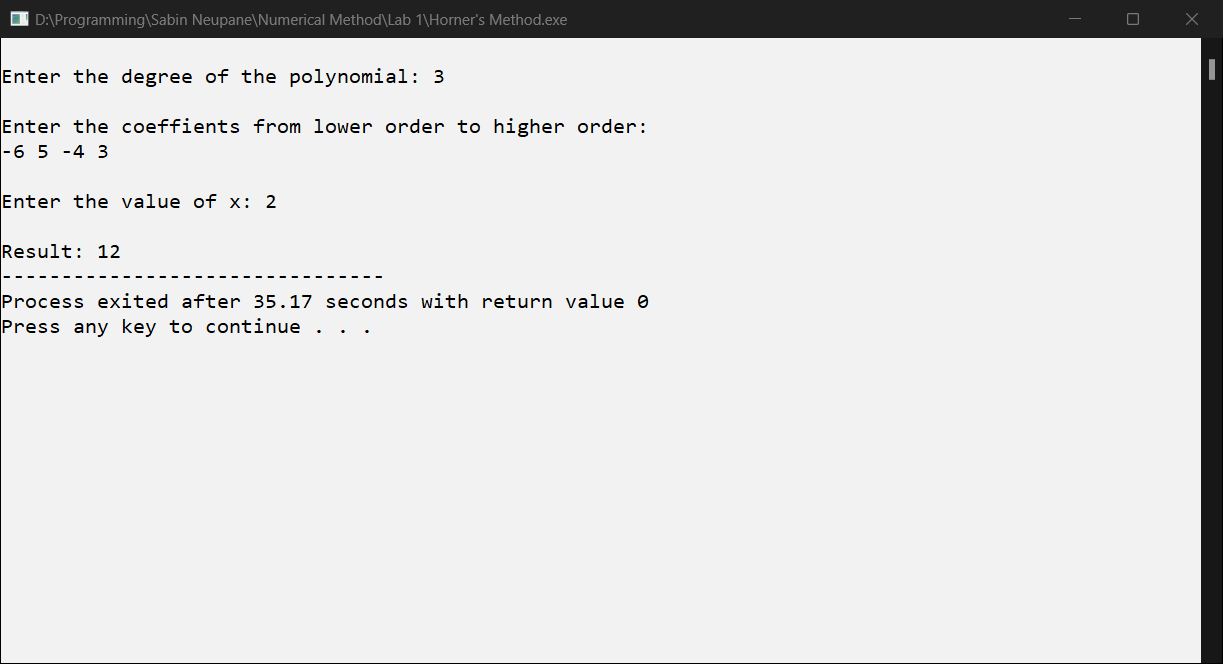 D:\Programming\Sabin Neupane\Numerical Method\Lab 1\Horner's Method.exe
Enter the degree of the polynomial: 3
Enter the coeffients from lower order to higher order:
-6 5 -4 3
Enter the value of x: 2
Result: 12
--------------------------------
Process exited after 35.17 seconds with return value 0
Press any key to continue . . .